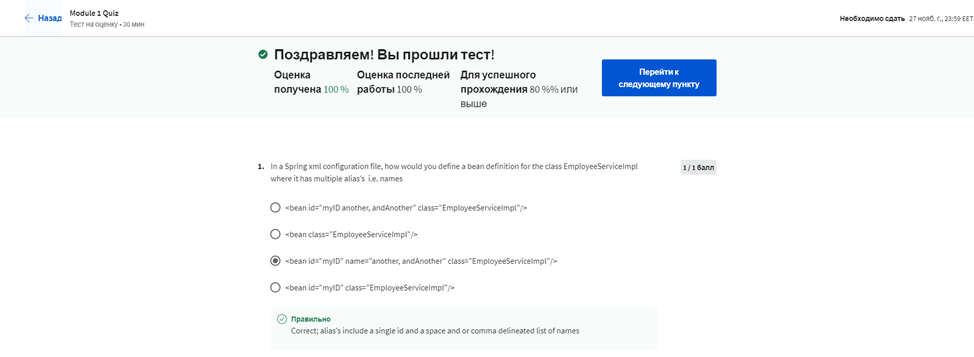 Назад
Module 1 Quiz
Тест на оценку • 30 мин
Необходимо сдать 27 нояб. г., 23:59 EET
Поздравляем! Вы прошли тест!
Оценка получена 100 %
Оценка последней работы 100 %
Для успешного прохождения 80 %% или выше
Перейти к следующему пункту
1. In a Spring xml configuration file, how would you define a bean definition for the class EmployeeServiceImpl
where it has multiple alias's i.e. names
1 / 1 балл
<bean id="myID another, andAnother" class="EmployeeServiceImpl"/>
<bean class="EmployeeServiceImpl"/>
<bean id="myID" name="another, andAnother" class="EmployeeServiceImpl"/>
<bean id="myID" class="EmployeeServiceImpl"/>
Правильно
Correct; alias's include a single id and a space and or comma delineated list of names